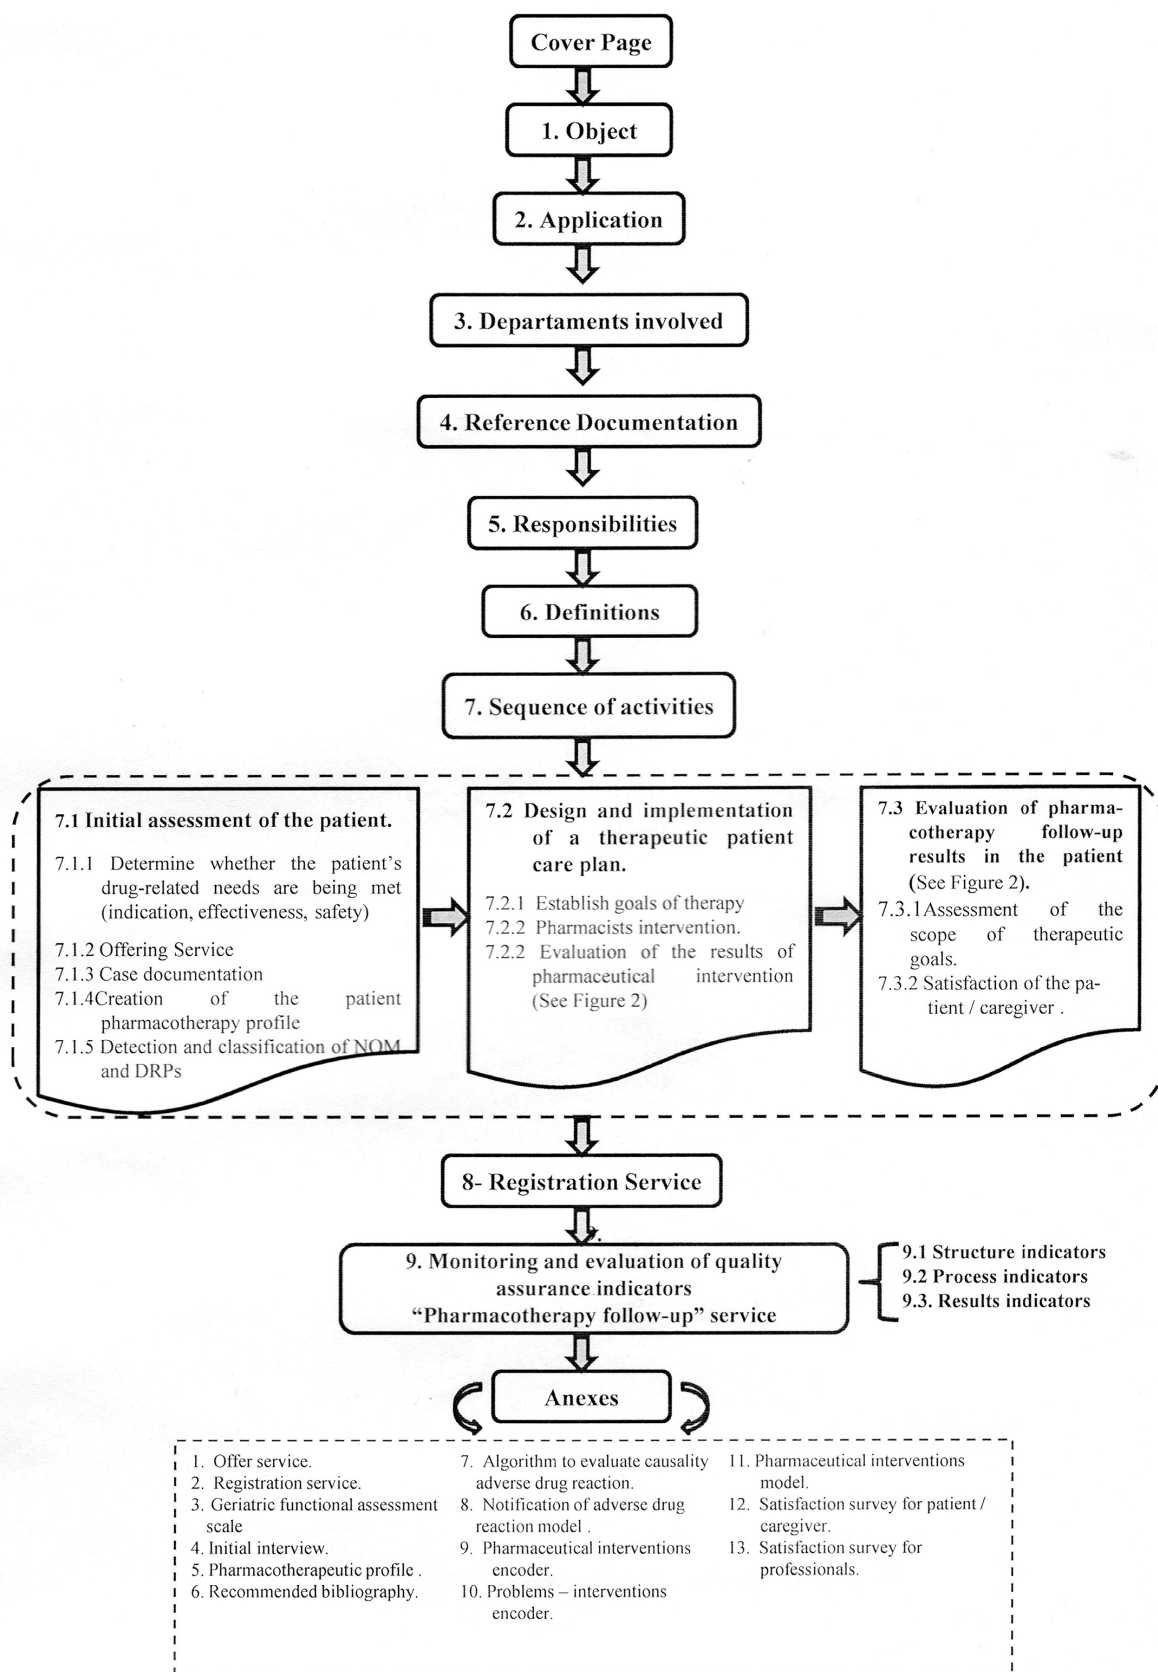 Cover Page
1. Object
2. Application
3. Departaments involved
4. Reference Documentation
5. Responsibilities
6. Definitions
7. Sequence of activities
7.1 Initial assessment of the patient.
7.1.1 Determine whether the patient's
drug-related needs are being met
(indication, effectiveness, safety)
7.1.2 Offering Service
7.1.3 Case documentation
7.1.4Creation of the patient
pharmacotherapy profile
7.1.5 Detection and classification of NOM
and DRPs
7.2 Design and implementation
of a therapeutic patient
care plan.
7.2.1 Establish goals of therapy
7.2.2 Pharmacists intervention.
7.2.2 Evaluation of the results of
pharmaceutical intervention
(See Figure 2)
7.3 Evaluation of pharma-
cotherapy follow-up
results in the patient
(See Figure 2).
7.3.1Assessment of the
scope of therapeutic
goals.
7.3.2 Satisfaction of the pa-
tient / caregiver .
8- Registration Service
9.
9. Monitoring and evaluation of quality
assurance indicators
“Pharmacotherapy follow-up” service
9.1 Structure indicators
9.2 Process indicators
9.3. Results indicators
Anexes
1. Offer service.
2. Registration service.
3. Geriatric functional assessment
scale
4. Initial interview.
5. Pharmacotherapeutic profile .
6. Recommended bibliography.
7. Algorithm to evaluate causality
adverse drug reaction.
8. Notification of adverse drug
reaction model .
9. Pharmaceutical interventions
encoder.
10. Problems – interventions
encoder.
11. Pharmaceutical interventions
model.
12. Satisfaction survey for patient /
caregiver.
13. Satisfaction survey for
professionals.